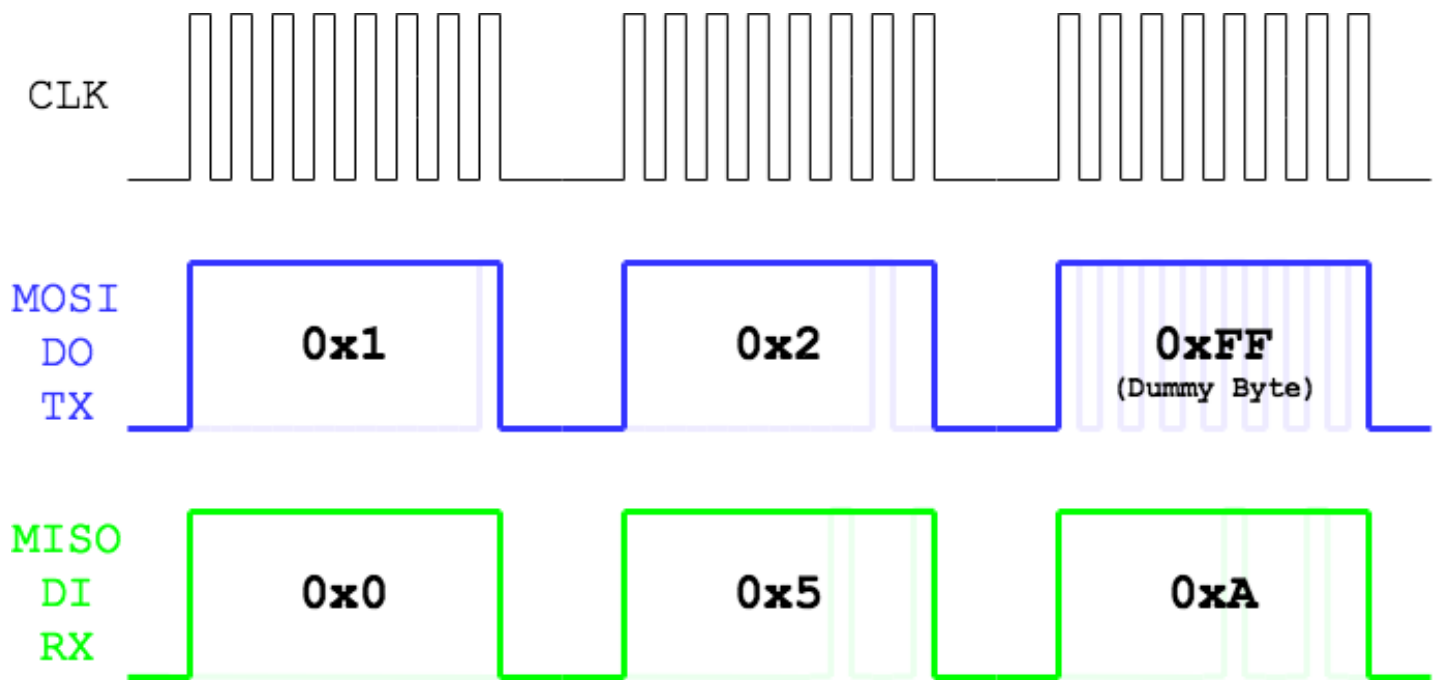 CLK
MOSI
DO
TX
0x1
0x2
0xFF
(Dummy Byte)
MISO
DI
RX
0x0
0x5
0xA